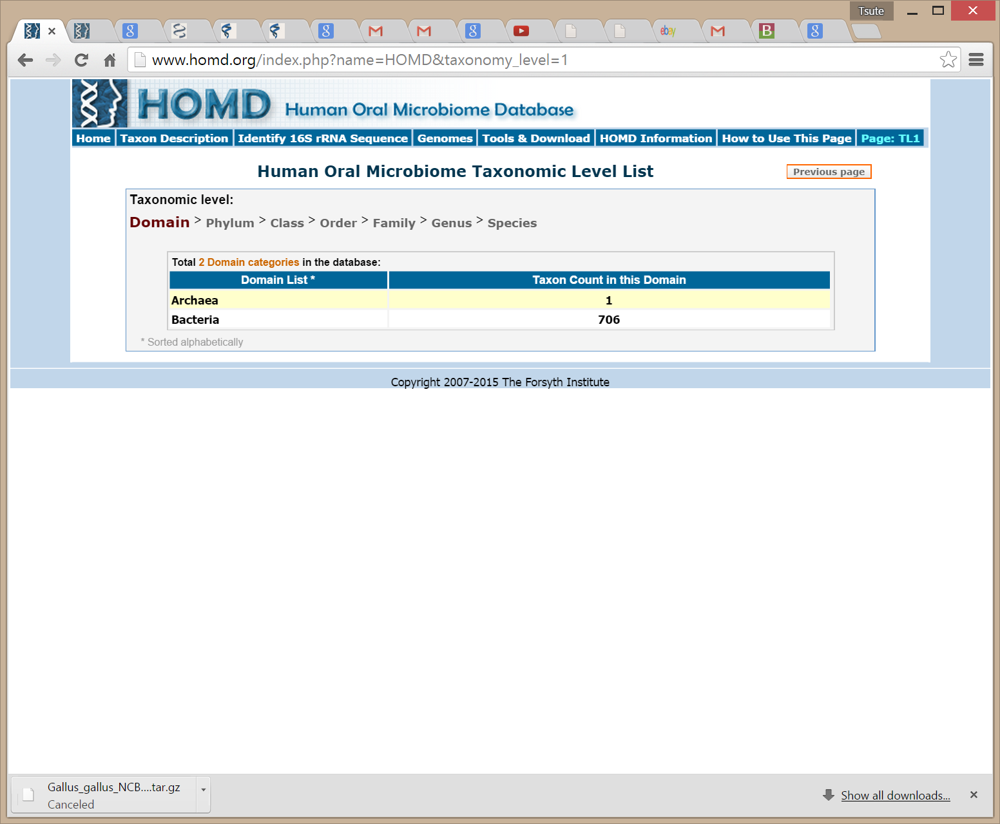 Tsute
www.homd.org/index.php?name=HOMD&taxonomy_level=1
HOMD Human Oral Microbiome Database
Home Taxon Description Identify 16S rRNA Sequence Genomes Tools & Download HOMD Information How to Use This Page Page: TL1
Human Oral Microbiome Taxonomic Level List Previous page
Taxonomic level:
Domain > Phylum > Class > Order > Family > Genus > Species
Total 2 Domain categories in the database:
Domain List * Taxon Count in this Domain
Archaea 1
Bacteria 706
* Sorted alphabetically
Copyright 2007-2015 The Forsyth Institute
Gallus_gallus_NCB....tar.gz
Canceled
Show all downloads...